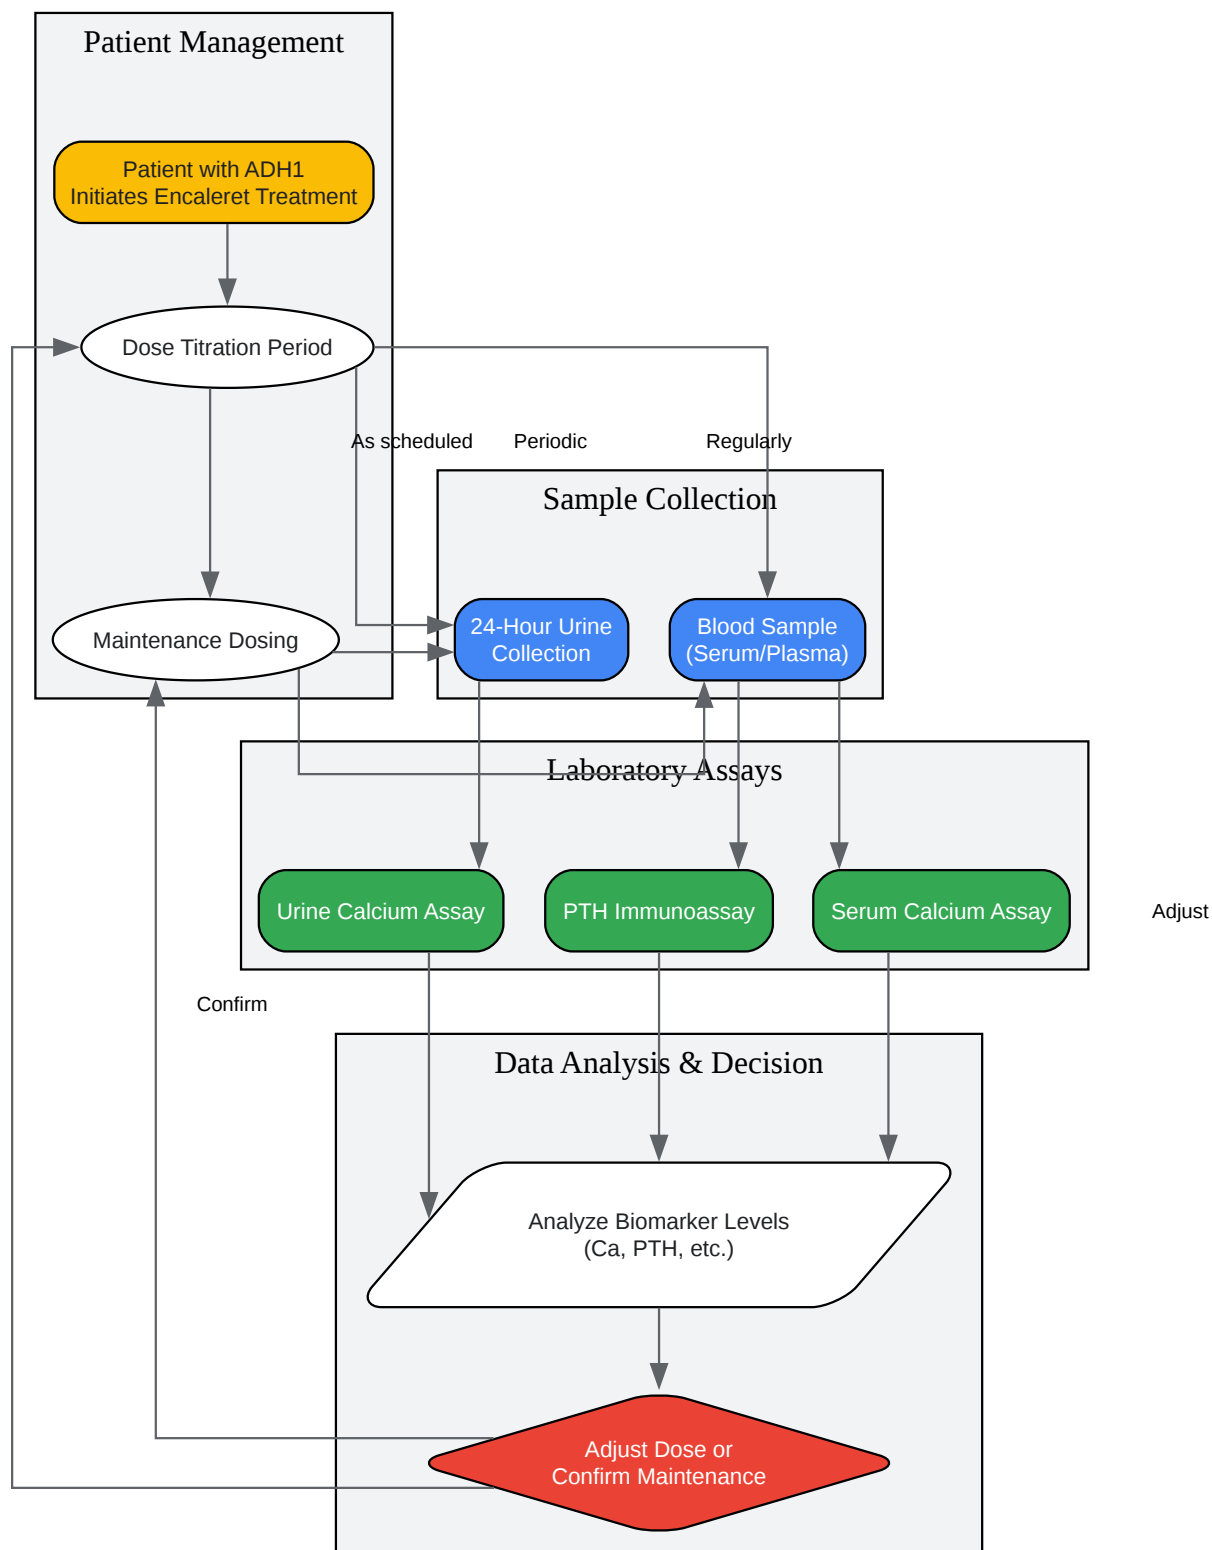 Patient Management
Patient with ADH1
Initiates Encaleret Treatment
Dose Titration Period
As scheduled
Periodic
Regularly
Sample Collection
Maintenance Dosing
24-Hour Urine
Collection
Blood Sample
(Serum/Plasma)
Laboratory Assays
Urine Calcium Assay
PTH Immunoassay
Serum Calcium Assay
Adjust
Confirm
Data Analysis & Decision
Analyze Biomarker Levels
(Ca, PTH, etc.)
Adjust Dose or
Confirm Maintenance